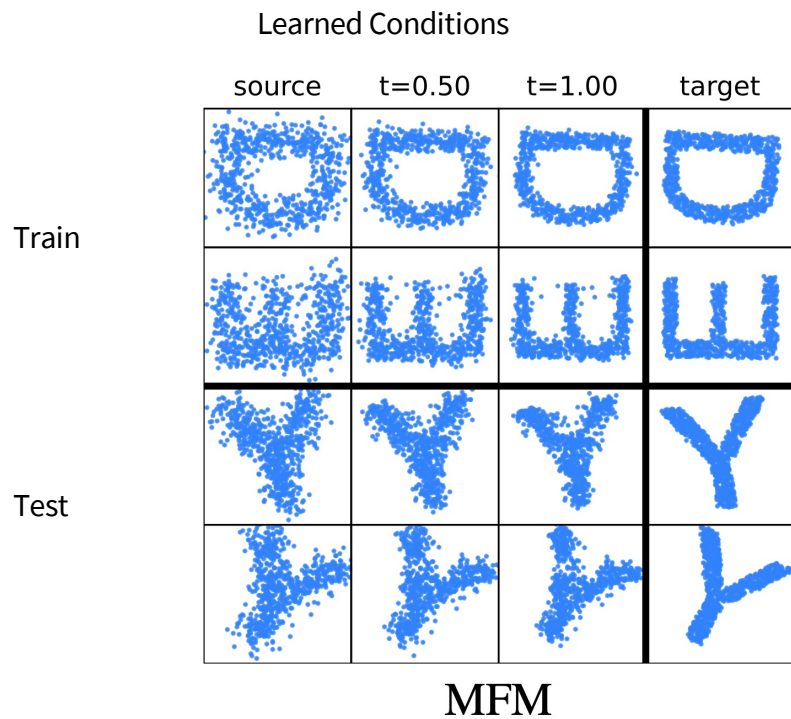 Learned Conditions
source t=0.50 t=1.00 target
Train
Test
MFM